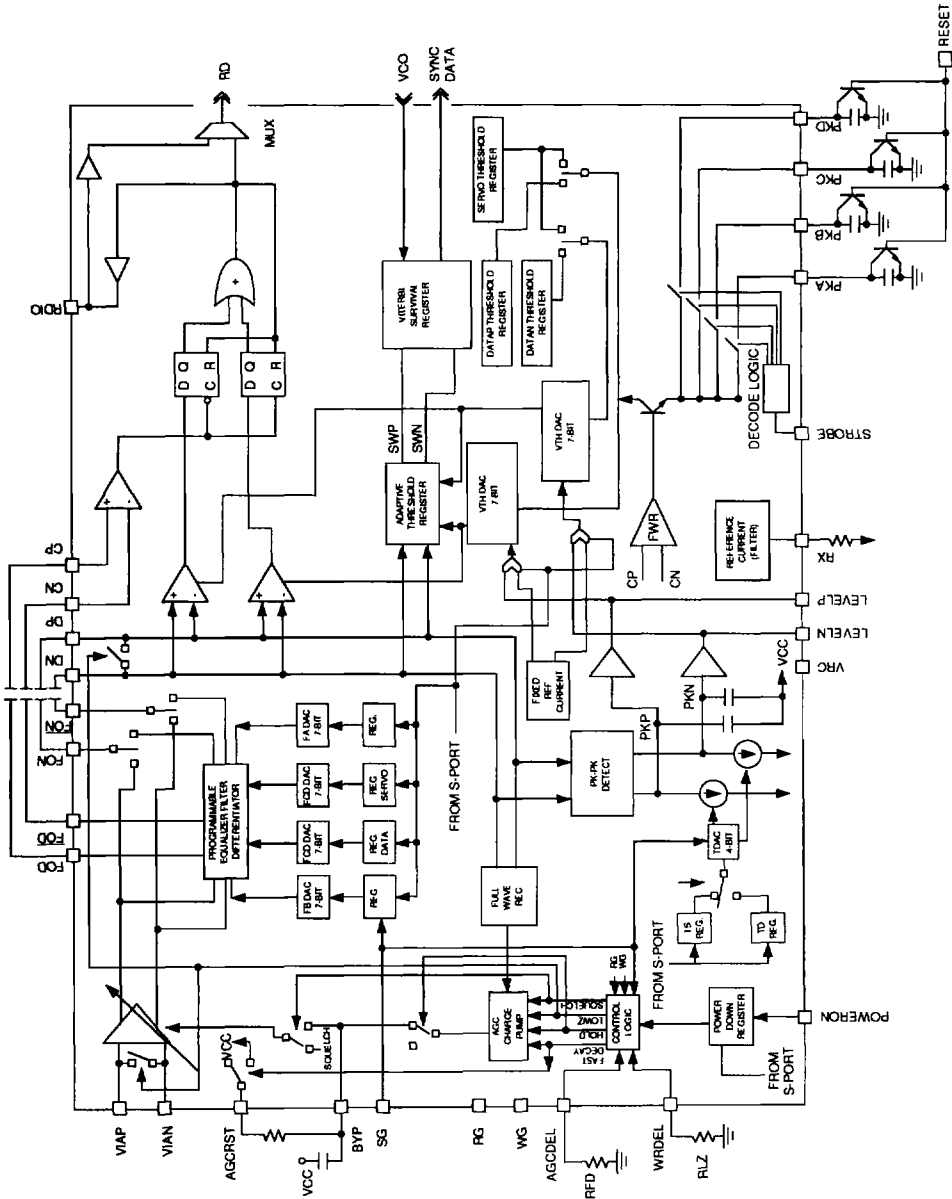 FOD
FOD
FON
FON
DN
DP
CN
CP
RDIO
RD
MUX
VCO
SYNC
DATA
D Q
C R
D Q
C R
PROGRAMMABLE
EQUALIZER FILTER
DIFFERENTIATOR
FB DAC
7-BIT
FCD DAC
7-BIT
FCD DAC
7-BIT
FA DAC
7-BIT
REG
REG
DATA
REG
SERVO
REG.
FROM S-PORT
SWP
SWN
ADAPTIVE
THRESHOLD
REGISTER
VITERBI
SURVIVAL
REGISTER
SERVO THRESHOLD
REGISTER
DATAP THRESHOLD
REGISTER
DATAN THRESHOLD
REGISTER
VTH DAC
7-BIT
VTH DAC
7-BIT
VIAP
VIAN
AGCRST
VCC
SQUELCH
BYP
VCC
SG
RG
WG
AGCDEL
RFD
WRDEL
RLZ
FULL
WAVE
REC
AGC
CHARGE
PUMP
SQUELCH
LOWZ
HOLD
FAST
DECAY
RG
WG
CONTROL
LOGIC
POWER
DOWN
REGISTER
FROM
S-PORT
POWERON
FROM S-PORT
TS
REG.
TD
REG.
TDAC
4-BIT
PK-PK
DETECT
PKP
PKN
VCC
FIXED
REF
CURRENT
VRC
LEVELN
LEVELP
CP
CN
FWR
REFERENCE
CURRENT
(FILTER)
RX
STROBE
DECODE LOGIC
PKA
PKB
PKC
PKD
RESET